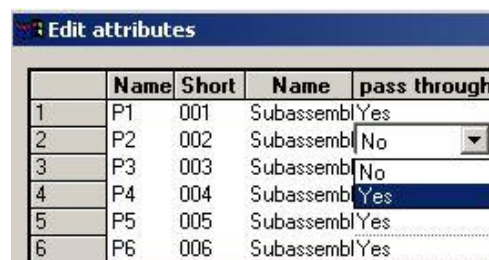 Edit attributes
Name Short Name pass through
1 P1 001 Subassembl Yes
2 P2 002 Subassembl No
3 P3 003 Subassembl No
4 P4 004 Subassembl Yes
5 P5 005 Subassembl Yes
6 P6 006 Subassembl Yes